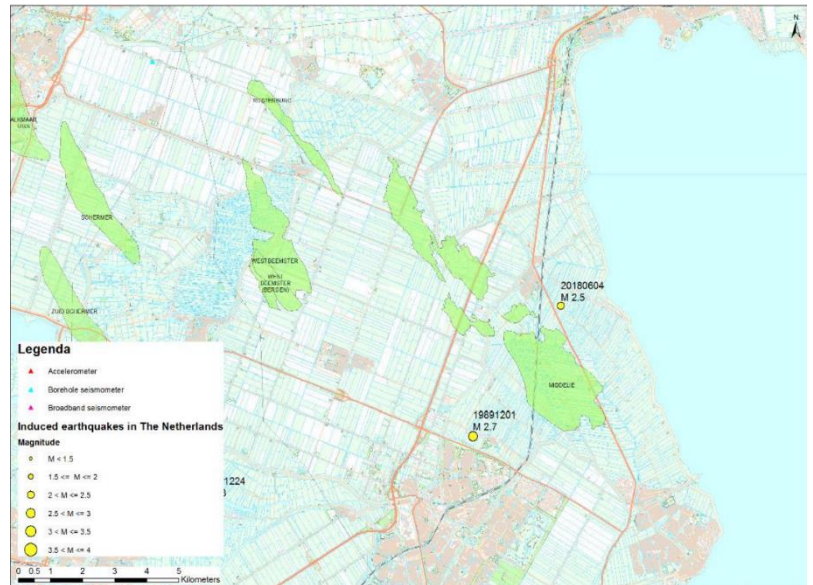 N
ALKMAAR
SCHERMER
WESTBEEMSTER
WEST
BEEMSTER
(BERGEN)
ZUID SCHERMER
20180604
M 2.5
MIDDELIE
19891201
M 2.7
1224
Legenda
Accelerometer
Borehole seismometer
Broadband seismometer
Induced earthquakes in The Netherlands
Magnitude
M < 1.5
1.5 <= M <= 2
2 < M <= 2.5
2.5 < M <= 3
3 < M <= 3.5
3.5 < M <= 4
0 0.5 1 2 3 4 5
Kilometers